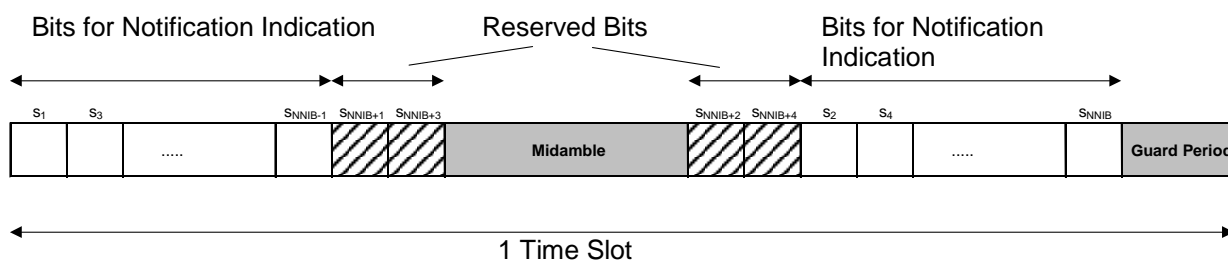 Bits for Notification Indication
Reserved Bits
Bits for Notification
Indication
s1
s3
sNNIB-1
sNNIB+1
sNNIB+3
sNNIB+2
sNNIB+4
s2
s4
sNNIB
.....
Midamble
.....
Guard Period
1 Time Slot